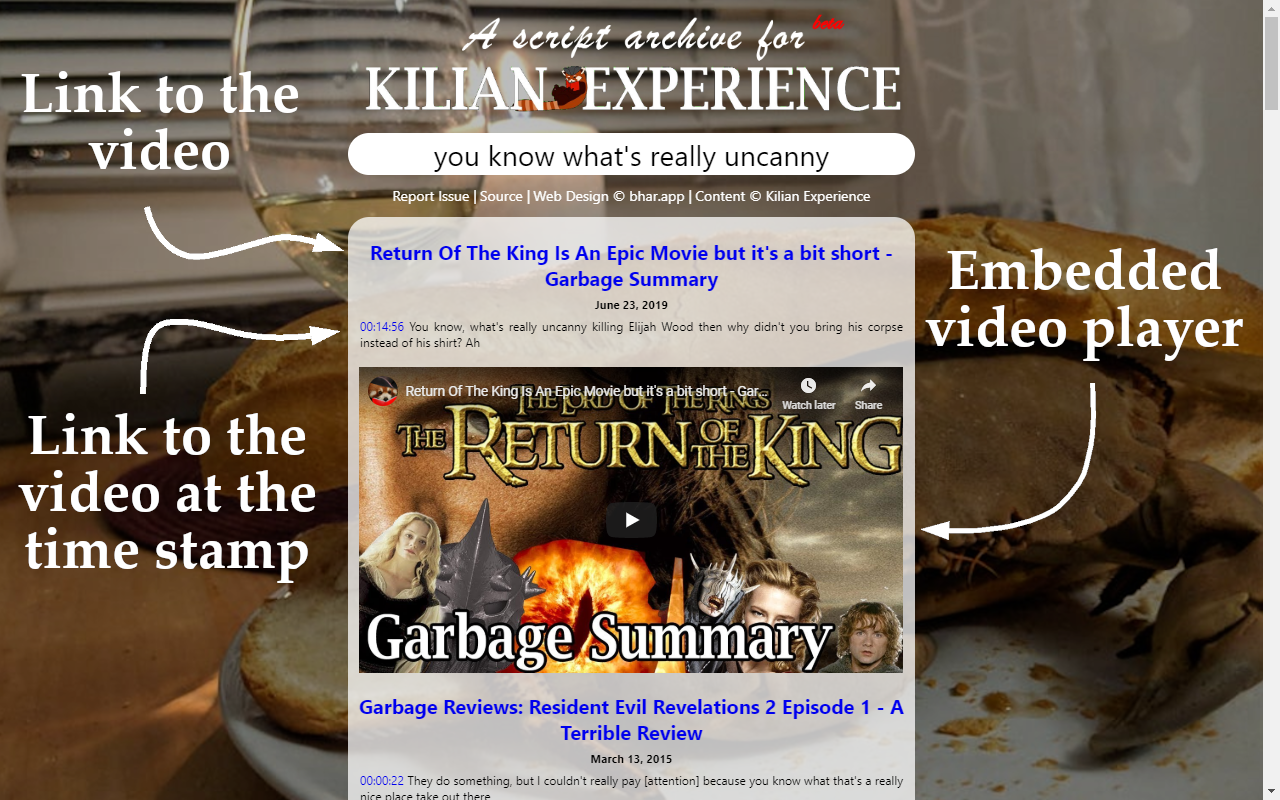 A script archive for beta
KILIAN EXPERIENCE
Link to the
video
you know what's really uncanny
Report Issue | Source | Web Design © bhar.app | Content © Kilian Experience
Return Of The King Is An Epic Movie but it's a bit short -
Garbage Summary
June 23, 2019
00:14:56 You know, what's really uncanny killing Elijah Wood then why didn't you bring his corpse
instead of his shirt? Ah
Embedded
video player
Link to the
video at the
time stamp
Return Of The King Is An Epic Movie but it's a bit short - Gar...
Watch later
Share
THE LORD OF THE RINGS
THE RETURN OF THE KING
Garbage Summary
Garbage Reviews: Resident Evil Revelations 2 Episode 1 - A
Terrible Review
March 13, 2015
00:00:22 They do something, but I couldn't really pay [attention] because you know what that's a really
nice place take out there